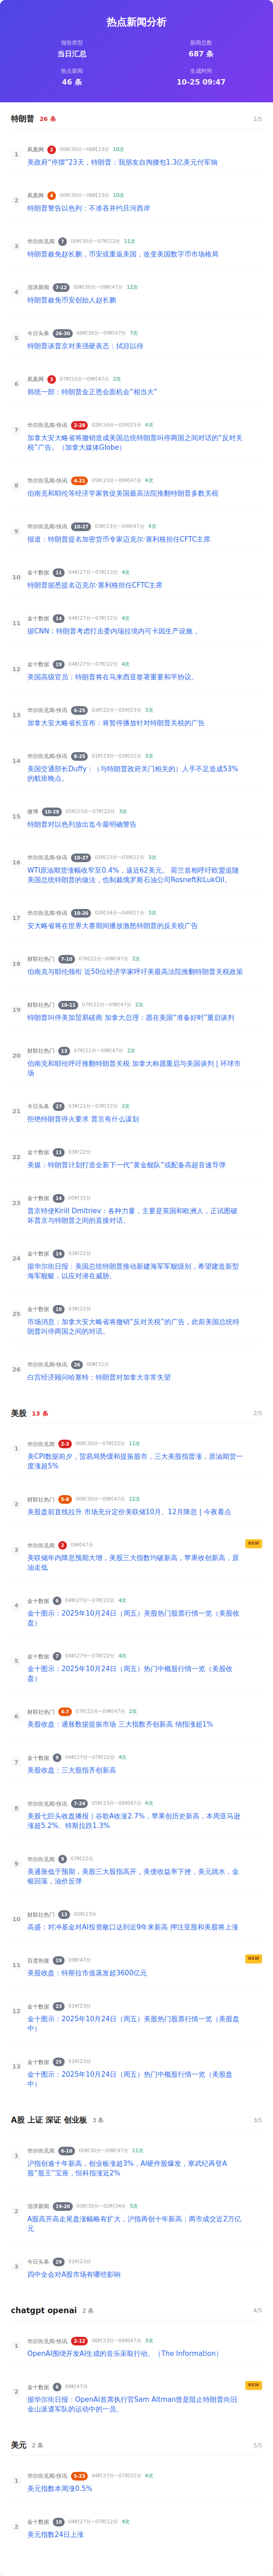 热点新闻分析
报告类型
当日汇总
新闻总数
687 条
热点新闻
46 条
生成时间
10-25 09:47
特朗普 26 条 1/5
1
凤凰网 2 00时30分~06时23分 10次
美政府“停摆”23天，特朗普：我朋友自掏腰包1.3亿美元付军饷
2
凤凰网 4 00时30分~06时23分 10次
特朗普警告以色列：不准吞并约旦河西岸
3
华尔街见闻 7 00时30分~07时22分 11次
特朗普赦免赵长鹏，币安或重返美国，改变美国数字币市场格局
4
澎湃新闻 7-12 00时30分~09时47分 12次
特朗普赦免币安创始人赵长鹏
5
今日头条 26-30 00时30分~09时47分 7次
特朗普谈普京对美强硬表态：拭目以待
6
凤凰网 3 07时22分~09时47分 2次
韩统一部：特朗普金正恩会面机会“相当大”
7
华尔街见闻-快讯 2-28 02时34分~05时23分 4次
加拿大安大略省将撤销造成美国总统特朗普叫停两国之间对话的“反对关
税”广告。（加拿大媒体Globe）
8
华尔街见闻-快讯 4-21 05时23分~09时47分 4次
伯南克和耶伦等经济学家敦促美国最高法院推翻特朗普多数关税
9
华尔街见闻-快讯 10-27 05时23分~09时47分 4次
报道：特朗普提名加密货币专家迈克尔·塞利格担任CFTC主席
10
金十数据 11 04时27分~07时22分 4次
特朗普据悉提名迈克尔·塞利格担任CFTC主席
11
金十数据 14 04时27分~07时22分 4次
据CNN：特朗普考虑打击委内瑞拉境内可卡因生产设施 。
12
金十数据 19 04时27分~07时22分 4次
美国高级官员：特朗普将在马来西亚签署重要和平协议。
13
华尔街见闻-快讯 6-25 03时22分~05时23分 3次
加拿大安大略省长宣布：将暂停播放针对特朗普关税的广告
14
华尔街见闻-快讯 8-25 01时23分~03时22分 3次
美国交通部长Duffy：（与特朗普政府关门相关的）人手不足造成53%
的航班晚点。
15
微博 10-28 05时23分~07时22分 3次
特朗普对以色列放出迄今最明确警告
16
华尔街见闻-快讯 10-27 01时23分~03时22分 3次
WTI原油期货涨幅收窄至0.4%，逼近62美元。 荷兰首相呼吁欧盟追随
美国总统特朗普的做法，也制裁俄罗斯石油公司Rosneft和LukOil。
17
华尔街见闻-快讯 10-26 02时34分~04时27分 3次
安大略省将在世界大赛期间播放激怒特朗普的反关税广告
18
财联社热门 7-10 07时22分~09时47分 2次
伯南克与耶伦领衔 近50位经济学家呼吁美最高法院推翻特朗普关税政策
19
财联社热门 10-11 07时22分~09时47分 2次
特朗普叫停美加贸易磋商 加拿大总理：愿在美国“准备好时”重启谈判
20
财联社热门 13 07时22分~09时47分 2次
伯南克和耶伦呼吁推翻特朗普关税 加拿大称愿重启与美国谈判 | 环球市
场
21
今日头条 27 03时21分~03时22分 2次
拒绝特朗普停火要求 普京有什么谋划
22
金十数据 11 03时22分
美媒：特朗普计划打造全新下一代“黄金舰队”或配备高超音速导弹
23
金十数据 14 00时31分
普京特使Kirill Dmitriev：各种力量，主要是英国和欧洲人，正试图破
坏普京与特朗普之间的直接对话。
24
金十数据 14 03时22分
据华尔街日报：美国总统特朗普推动新建海军军舰级别，希望建造新型
海军舰艇，以应对潜在威胁。
25
金十数据 18 03时22分
市场消息：加拿大安大略省将撤销“反对关税”的广告，此前美国总统特
朗普叫停两国之间的对话。
26
华尔街见闻-快讯 26 00时31分
白宫经济顾问哈塞特：特朗普对加拿大非常失望
美股 13 条 2/5
1
华尔街见闻 2-3 00时30分~07时22分 11次
美CPI数据前夕，贸易局势缓和提振股市，三大美股指普涨，原油期货一
度涨超5%
2
财联社热门 5-8 00时30分~09时47分 12次
美股盘前直线拉升 市场充分定价美联储10月、12月降息 | 今夜看点
3
华尔街见闻 2 09时47分 NEW
美联储年内降息预期大增，美股三大指数均破新高，苹果收创新高，原
油走低
4
金十数据 6 04时27分~07时22分 4次
金十图示：2025年10月24日（周五）美股热门股票行情一览（美股收
盘）
5
金十数据 7 04时27分~07时22分 4次
金十图示：2025年10月24日（周五）热门中概股行情一览（美股收
盘）
6
财联社热门 4-7 07时22分~09时47分 2次
美股收盘：通胀数据提振市场 三大指数齐创新高 纳指涨超1%
7
金十数据 9 04时27分~07时22分 4次
美股收盘：三大股指齐创新高
8
华尔街见闻-快讯 7-24 05时23分~09时47分 4次
美股七巨头收盘播报｜谷歌A收涨2.7%，苹果创历史新高，本周亚马逊
涨超5.2%、特斯拉跌1.3%
9
华尔街见闻 9 07时22分
美通胀低于预期，美股三大股指高开，美债收益率下挫，美元跳水，金
银回落，油价反弹
10
财联社热门 13 05时23分
高盛：对冲基金对AI投资敞口达到近9年来新高 押注亚股和美股将上涨
11
百度热搜 19 09时47分 NEW
美股收盘：特斯拉市值蒸发超3600亿元
12
金十数据 23 01时23分
金十图示：2025年10月24日（周五）美股热门股票行情一览（美股盘
中）
13
金十数据 25 01时23分
金十图示：2025年10月24日（周五）热门中概股行情一览（美股盘
中）
A股 上证 深证 创业板 3 条 3/5
1
华尔街见闻 6-10 00时30分~09时47分 11次
沪指创逾十年新高，创业板涨超3%，AI硬件股爆发，寒武纪再登A
股“股王”宝座，恒科指涨近2%
2
澎湃新闻 19-20 00时30分~02时34分 5次
A股高开高走尾盘涨幅略有扩大，沪指再创十年新高：两市成交近2万亿
元
3
今日头条 29 01时23分
四中全会对A股市场有哪些影响
chatgpt openai 2 条 4/5
1
华尔街见闻-快讯 2-12 06时23分~09时47分 3次
OpenAI围绕开发AI生成的音乐采取行动。（The Information）
2
金十数据 6 09时47分 NEW
据华尔街日报：OpenAI首席执行官Sam Altman曾是阻止特朗普向旧
金山派遣军队的运动中的一员。
美元 2 条 5/5
1
华尔街见闻-快讯 5-23 04时27分~07时22分 4次
美元指数本周涨0.5%
2
金十数据 10 04时27分~07时22分 4次
美元指数24日上涨